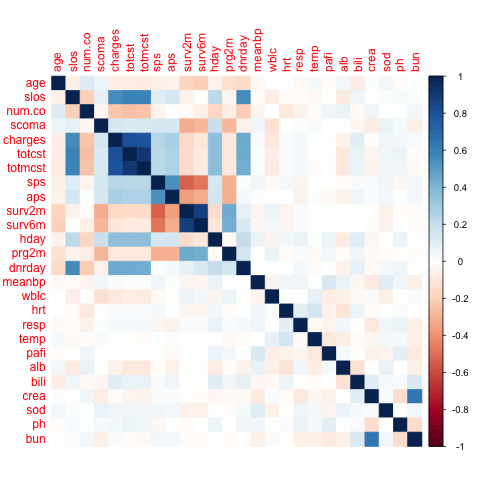 age slos num.co scoma charges totcst totmcst sps aps surv2m surv6m hday prg2m dnrday meanbp wblc hrt resp temp pafi alb bili crea sod ph bun
age
slos
num.co
scoma
charges
totcst
totmcst
sps
aps
surv2m
surv6m
hday
prg2m
dnrday
meanbp
wblc
hrt
resp
temp
pafi
alb
bili
crea
sod
ph
bun
1
0.8
0.6
0.4
0.2
0
-0.2
-0.4
-0.6
-0.8
-1